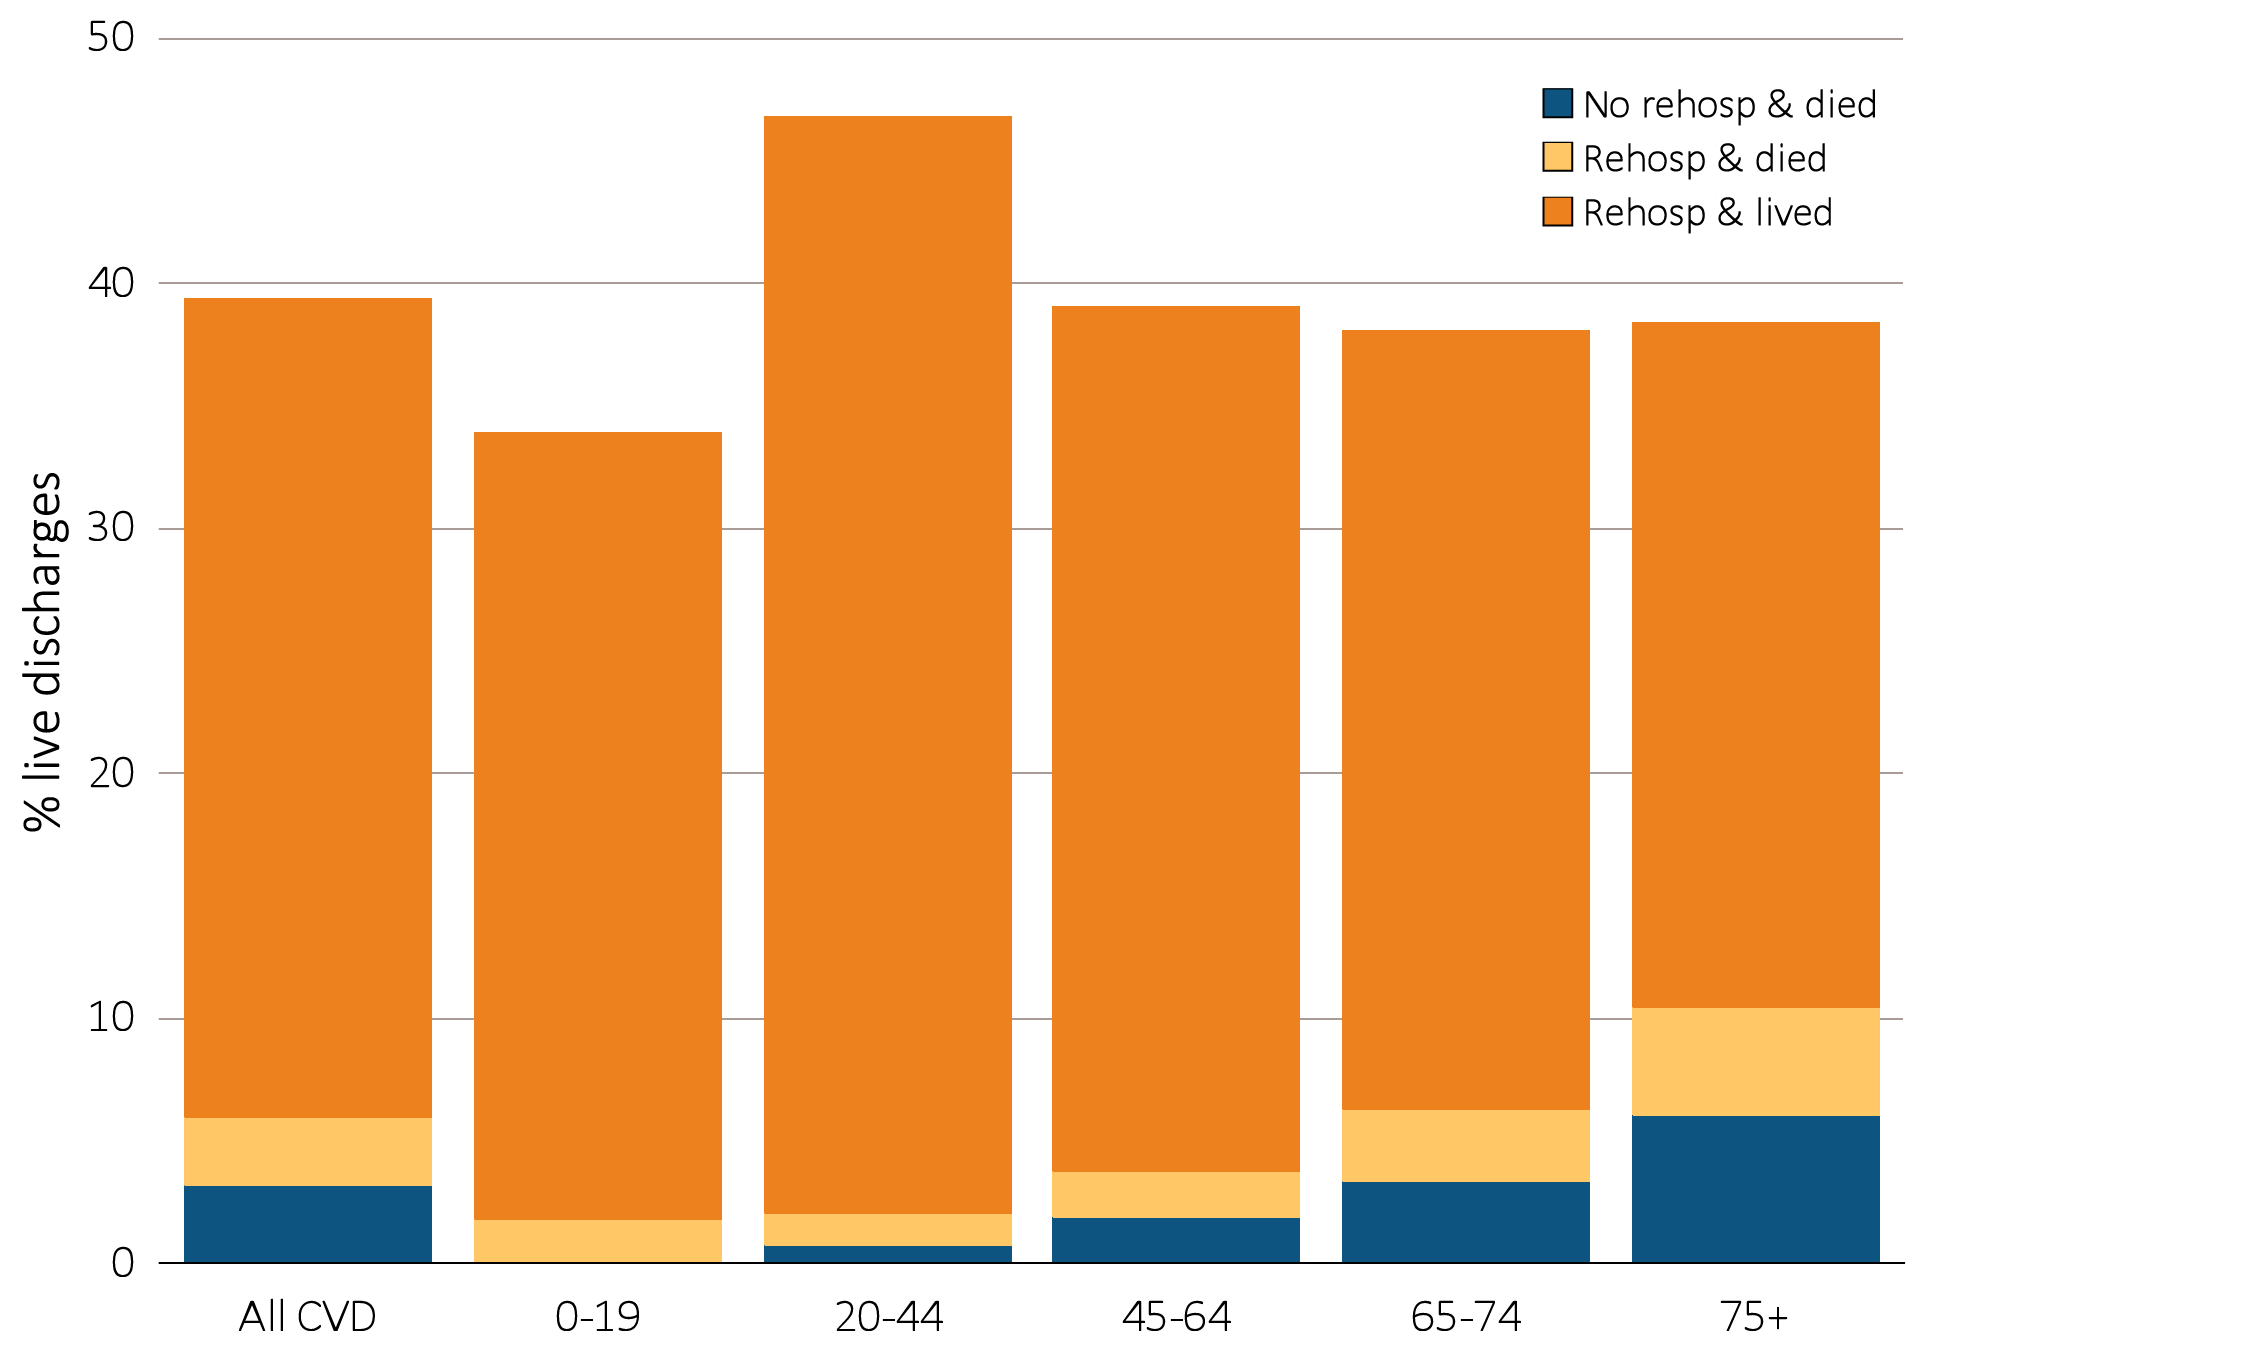 50
No rehosp & died
Rehosp & died
Rehosp & lived
40
% live discharges
30
20
10
0
All CVD
0-19
20-44
45-64
65-74
75+